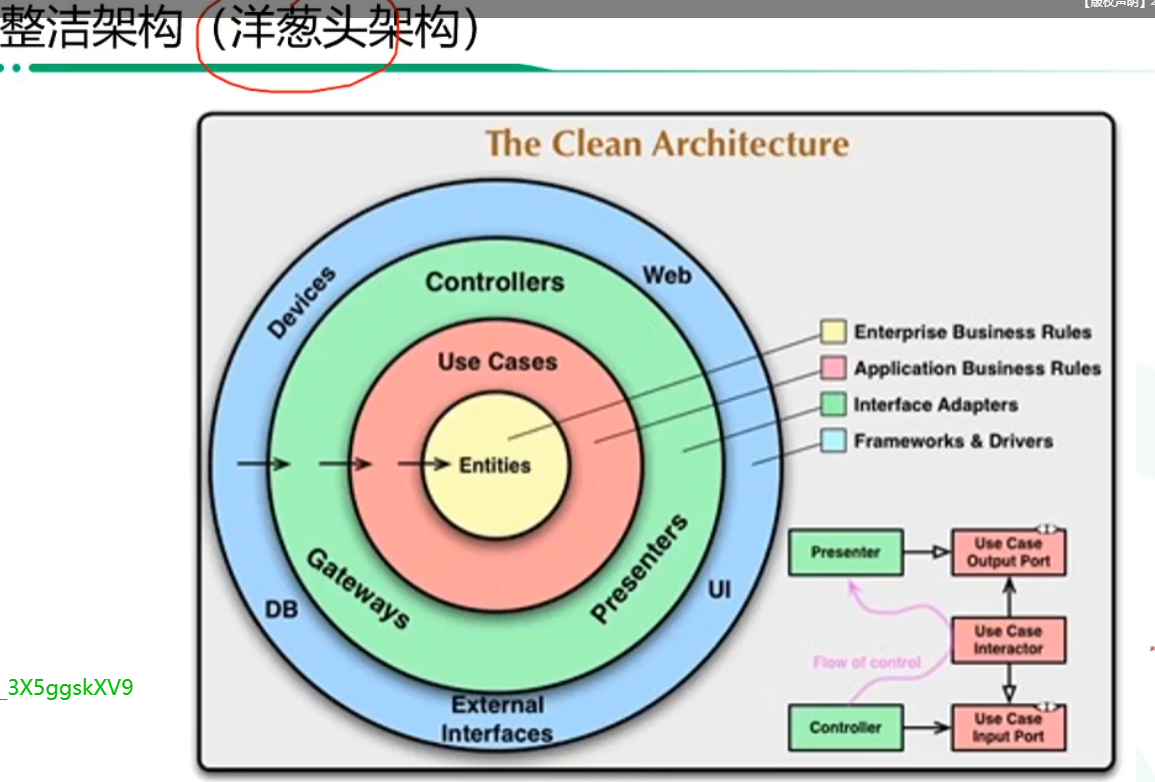 【版权声明】
整洁架构（洋葱头架构）
The Clean Architecture
Devices
Web
Controllers
Use Cases
Entities
Gateways
Presenters
DB
UI
External
Interfaces
Enterprise Business Rules
Application Business Rules
Interface Adapters
Frameworks & Drivers
Presenter
Use Case
Output Port
Use Case
Interactor
Flow of control
Controller
Use Case
Input Port
_3X5ggskXV9